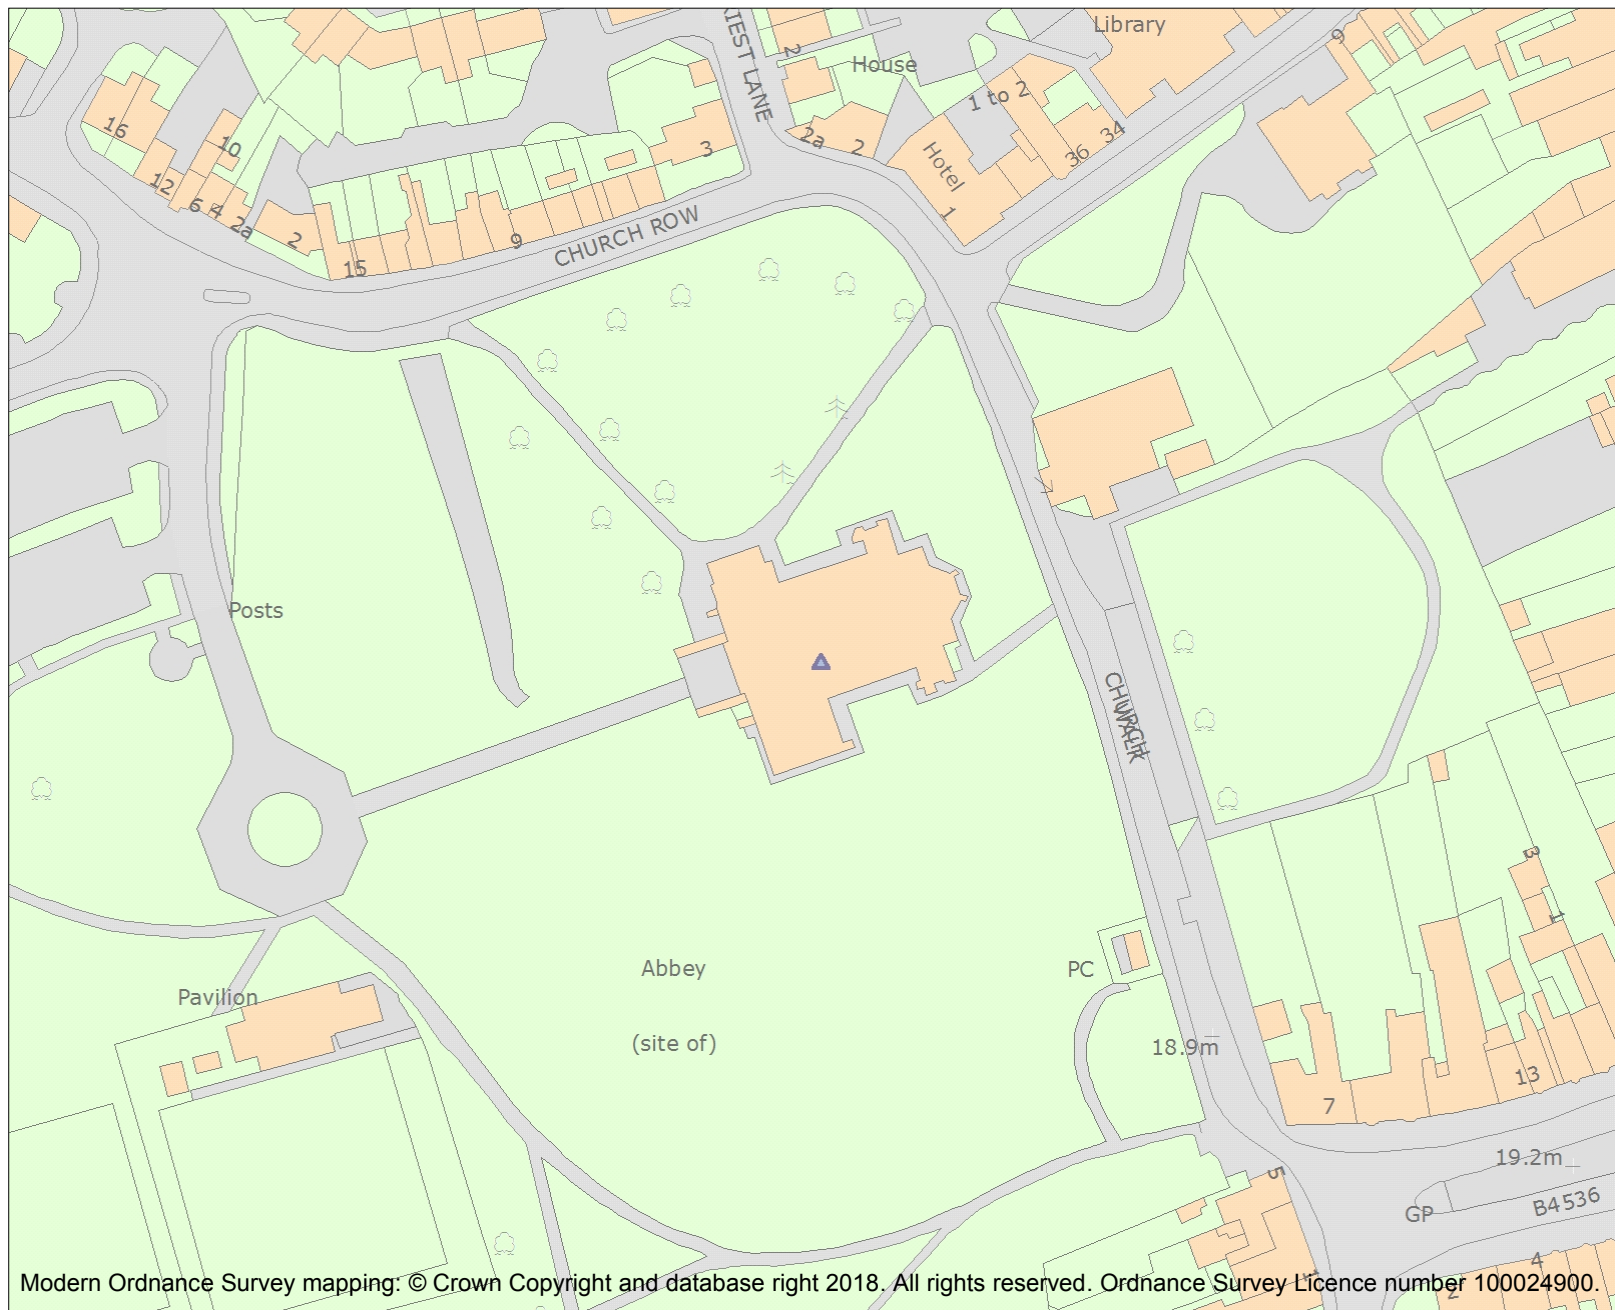 Library
RIEST LANE
2
House
9
1 to 2
16
10
3
2a
2
36
34
Hotel
12
6
4
2a
2
9
1
CHURCH ROW
15
Posts
CHURCH
WALK
3
1
Abbey
PC
(site of)
Pavilion
18.9m
13
7
19.2m
5
B4536
GP
4
2
1
Modern Ordnance Survey mapping: © Crown Copyright and database right 2018. All rights reserved. Ordnance Survey Licence number 100024900.